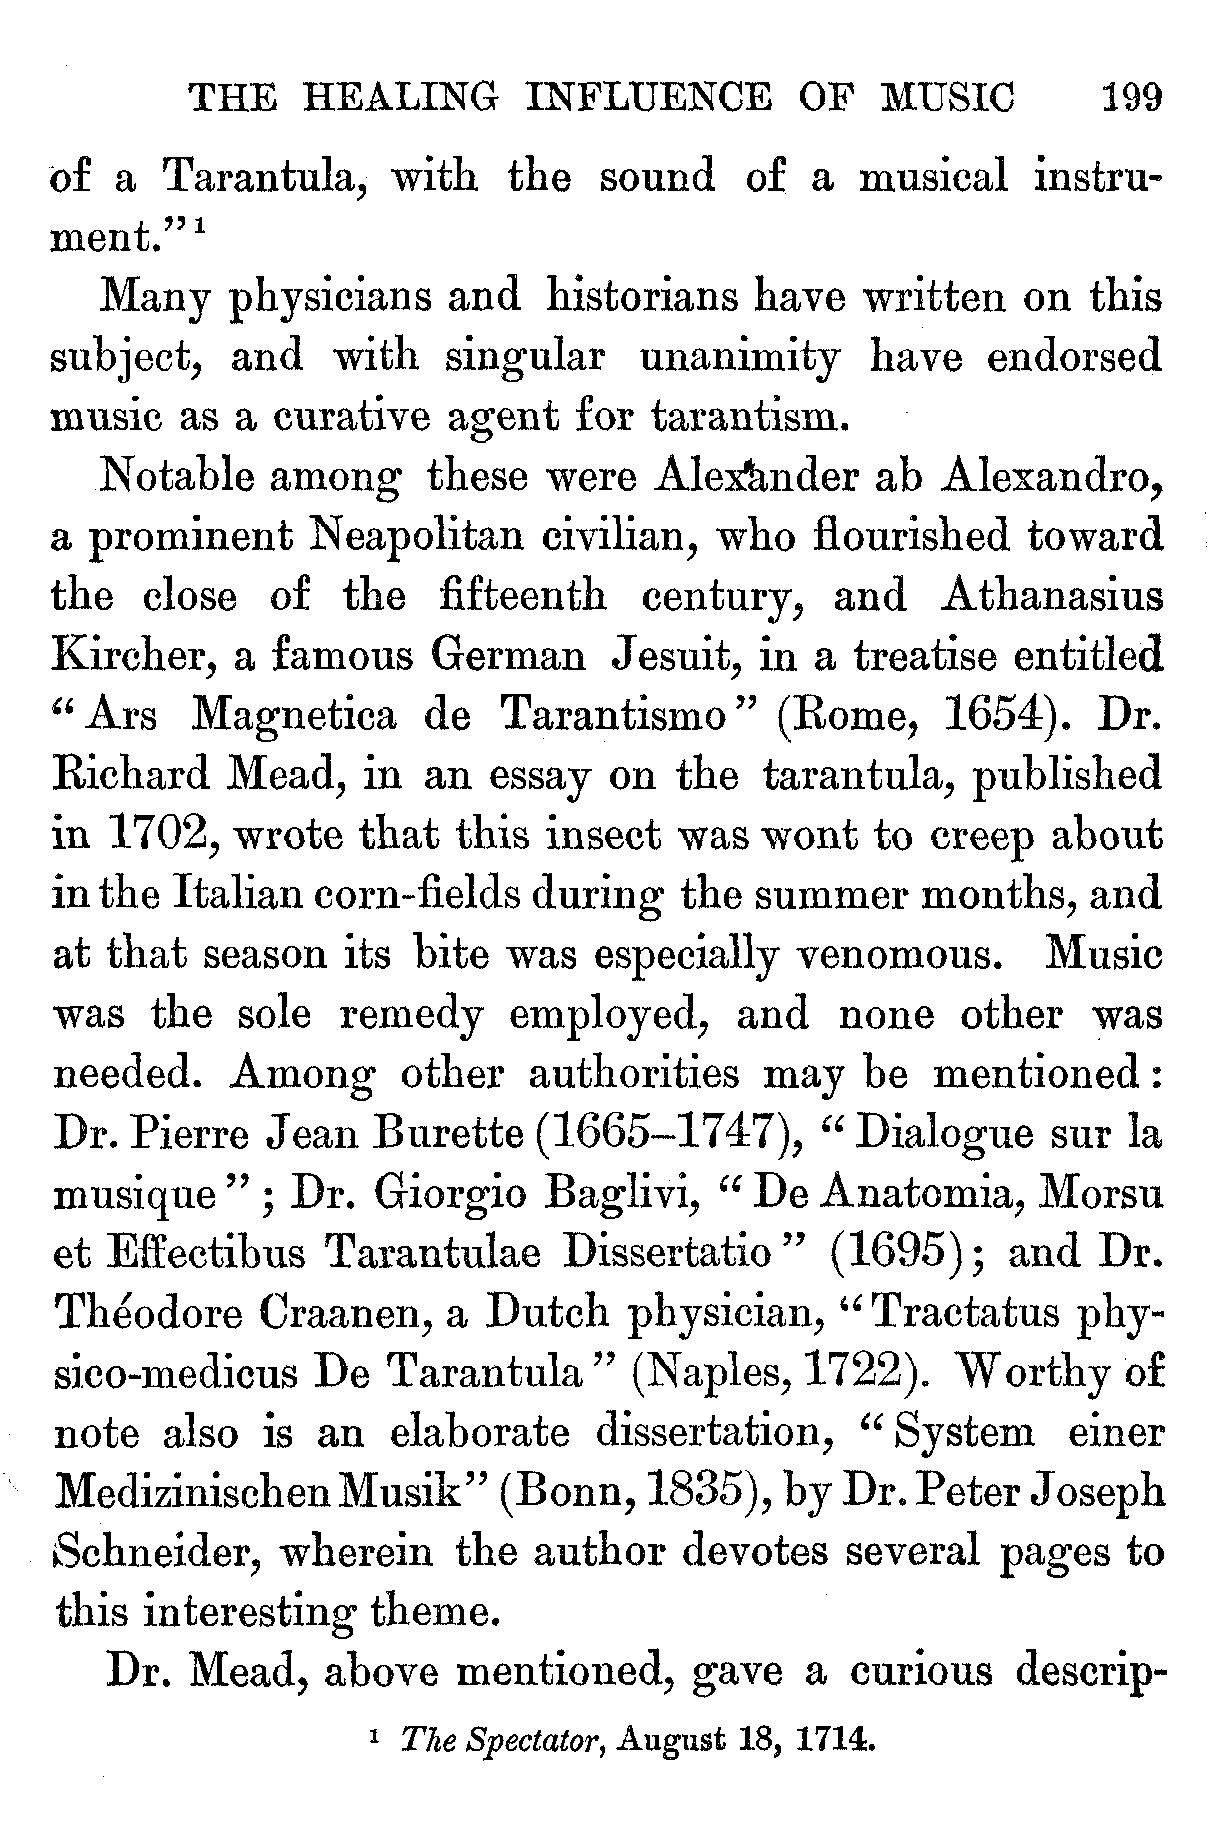 THE HEALING INFLUENCE OF MUSIC 199
of a Tarantula, with the sound of a musical instru-
ment.” ¹
Many physicians and historians have written on this
subject, and with singular unanimity have endorsed
music as a curative agent for tarantism.
Notable among these were Alexander ab Alexandro,
a prominent Neapolitan civilian, who flourished toward
the close of the fifteenth century, and Athanasius
Kircher, a famous German Jesuit, in a treatise entitled
“ Ars Magnetica de Tarantismo ” (Rome, 1654). Dr.
Richard Mead, in an essay on the tarantula, published
in 1702, wrote that this insect was wont to creep about
in the Italian corn-fields during the summer months, and
at that season its bite was especially venomous. Music
was the sole remedy employed, and none other was
needed. Among other authorities may be mentioned :
Dr. Pierre Jean Burette (1665–1747), “ Dialogue sur la
musique ” ; Dr. Giorgio Baglivi, “ De Anatomia, Morsu
et Effectibus Tarantulae Dissertatio ” (1695) ; and Dr.
Théodore Craanen, a Dutch physician, “ Tractatus phy-
sico-medicus De Tarantula ” (Naples, 1722). Worthy of
note also is an elaborate dissertation, “ System einer
Medizinischen Musik” (Bonn, 1835), by Dr. Peter Joseph
Schneider, wherein the author devotes several pages to
this interesting theme.
Dr. Mead, above mentioned, gave a curious descrip-
¹ The Spectator, August 18, 1714.